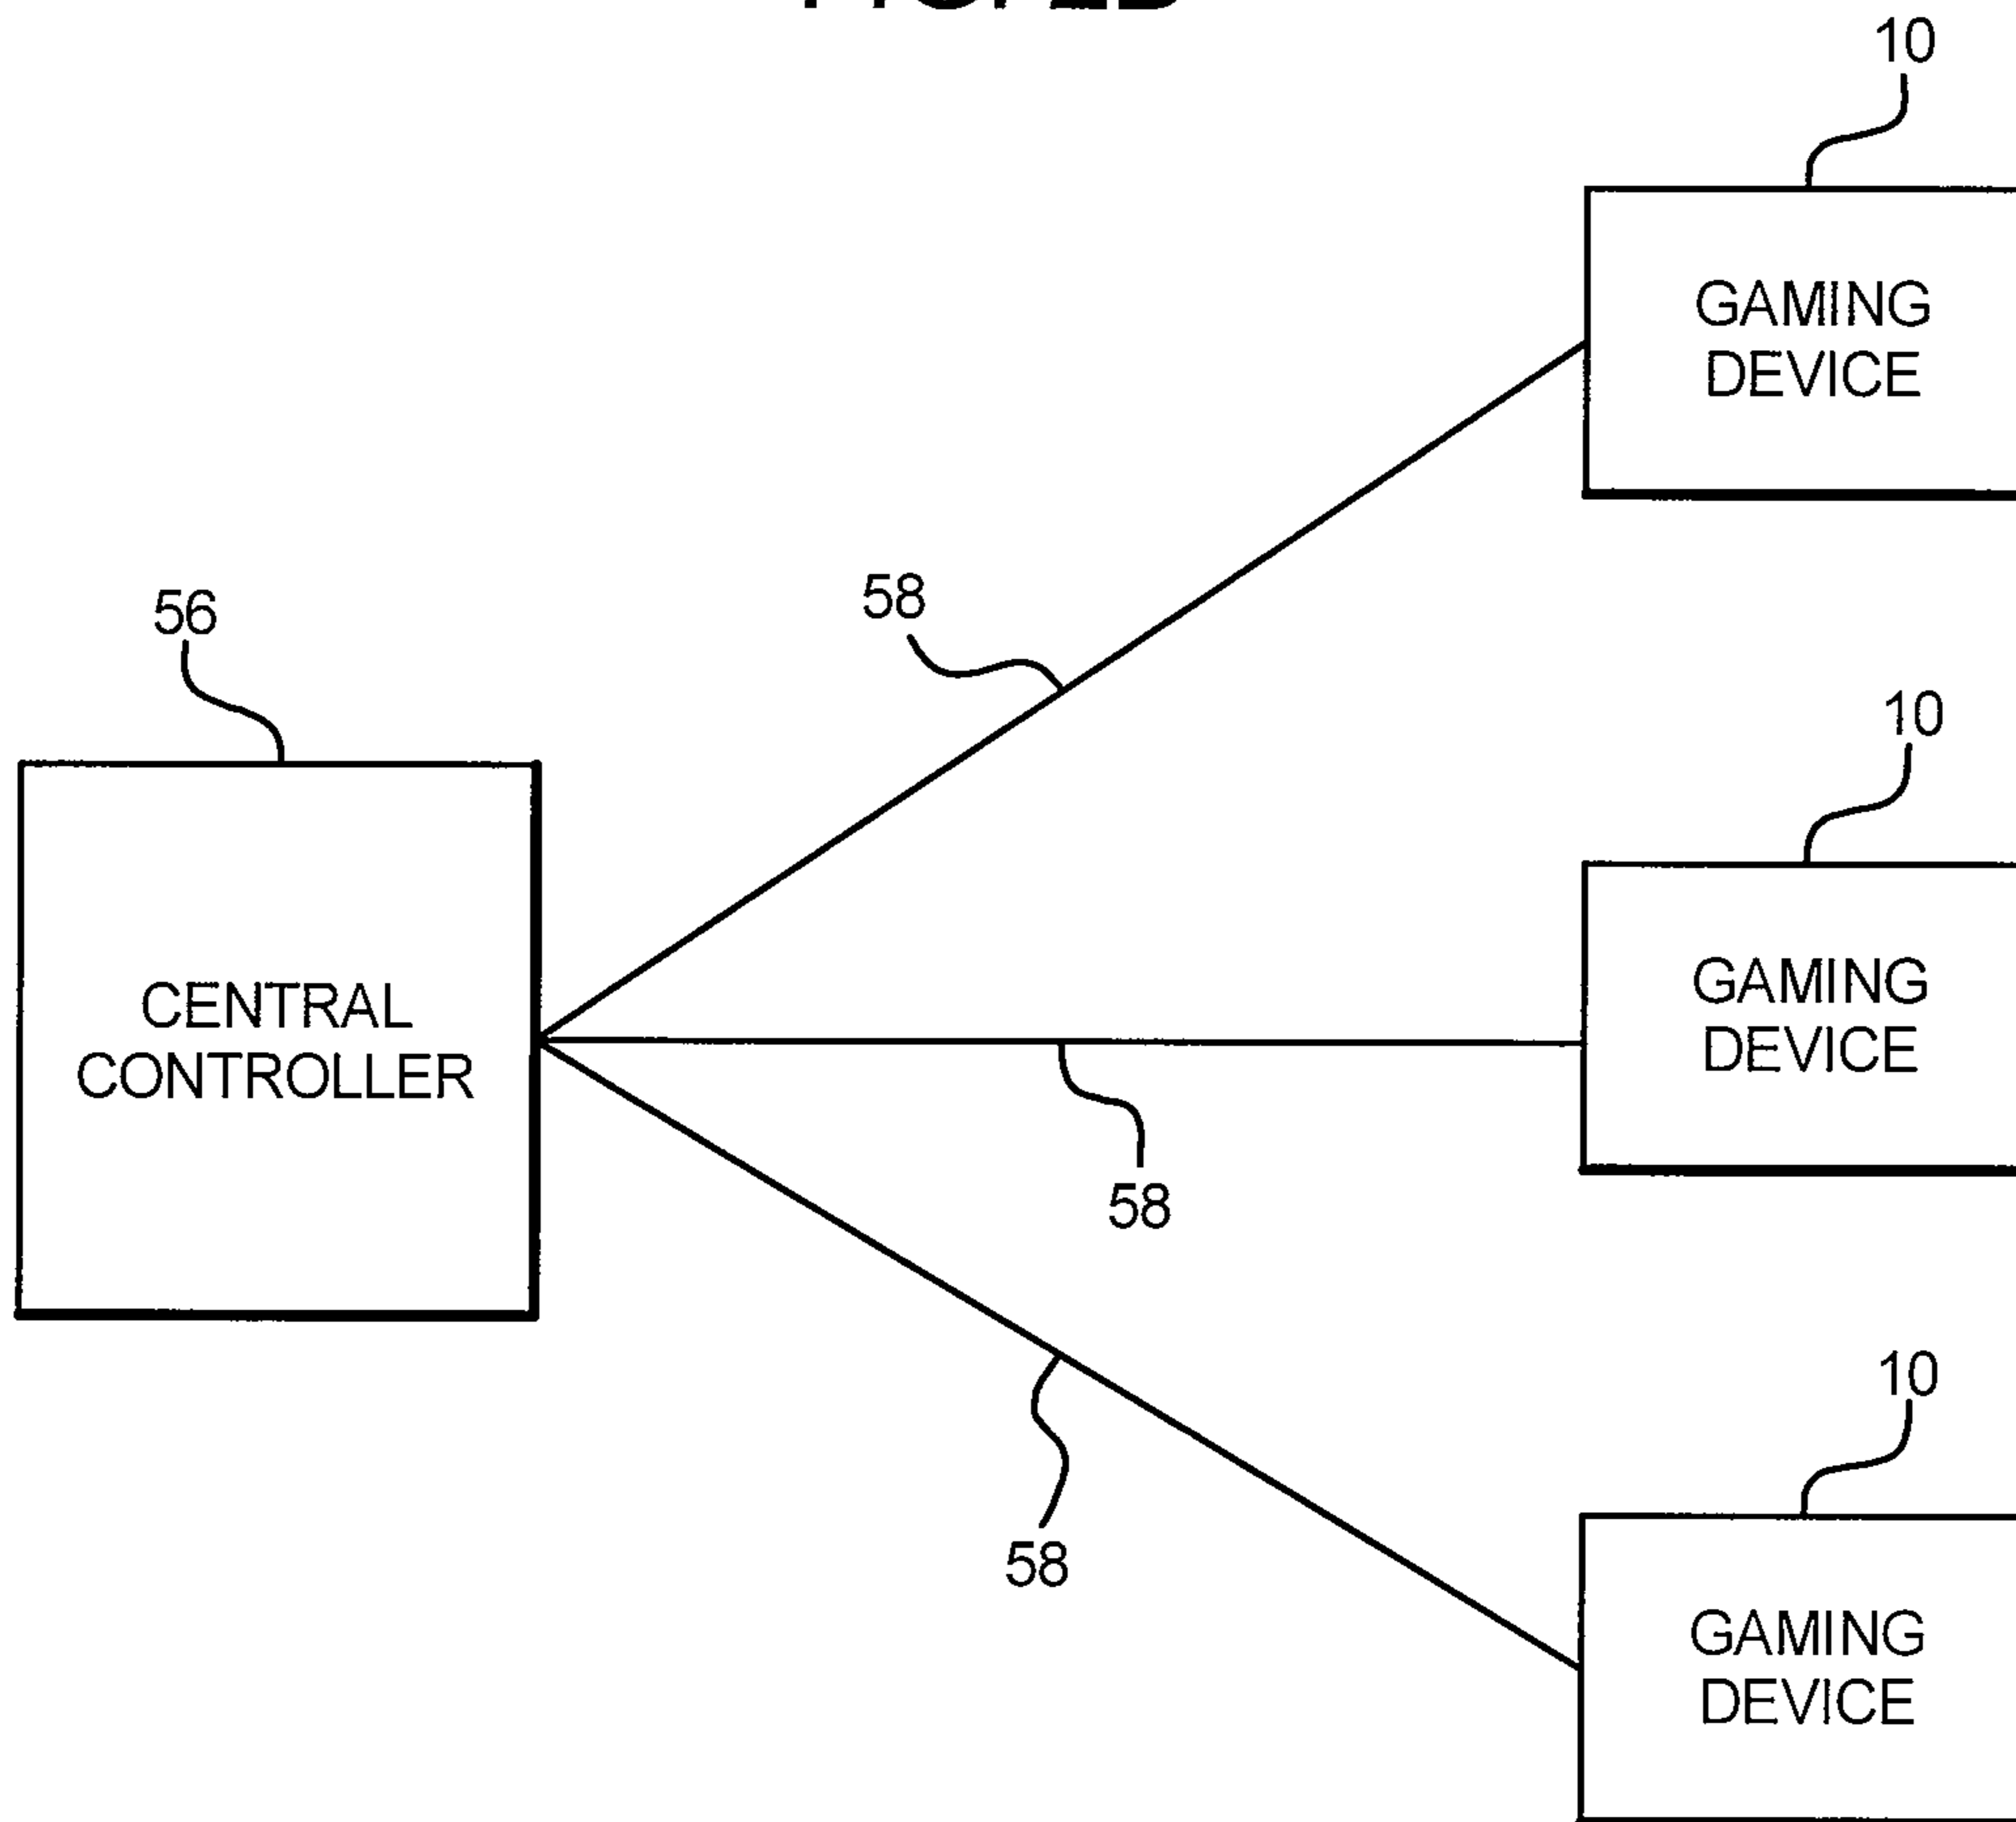 10
GAMING
DEVICE
58
56
10
GAMING
DEVICE
CENTRAL
CONTROLLER
58
10
58
GAMING
DEVICE